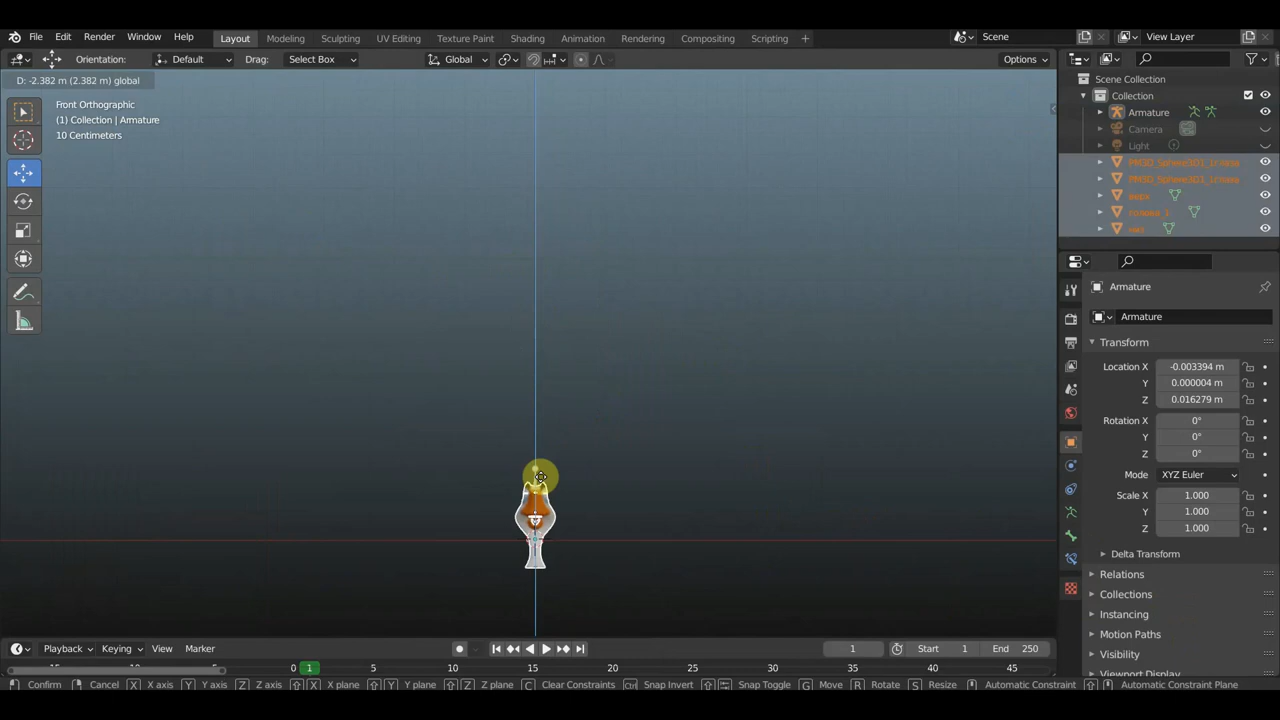 File Edit Render Window Help Layout Modeling Sculpting UV Editing Texture Paint Shading Animation Rendering Compositing Scripting + Scene View Layer
Orientation: Default Drag: Select Box Global Options
D: -2.382 m (2.382 m) global
Front Orthographic
(1) Collection | Armature
10 Centimeters
Scene Collection
Collection
Armature
Camera
Light
Armature
Armature
Transform
Location X -0.003394 m
Y 0.000004 m
Z 0.016279 m
Rotation X 0°
Y 0°
Z 0°
Mode XYZ Euler
Scale X 1.000
Y 1.000
Z 1.000
Delta Transform
Relations
Collections
Instancing
Motion Paths
Visibility
Viewport Display
Playback Keying View Marker 1 Start 1 End 250
0 1 5 10 15 20 25 30 35 40 45
Confirm Cancel X X axis Y Y axis Z Z axis X X plane Y Y plane Z Z plane C Clear Constraints Ctrl Snap Invert Snap Toggle G Move R Rotate S Resize Automatic Constraint Automatic Constraint Plane